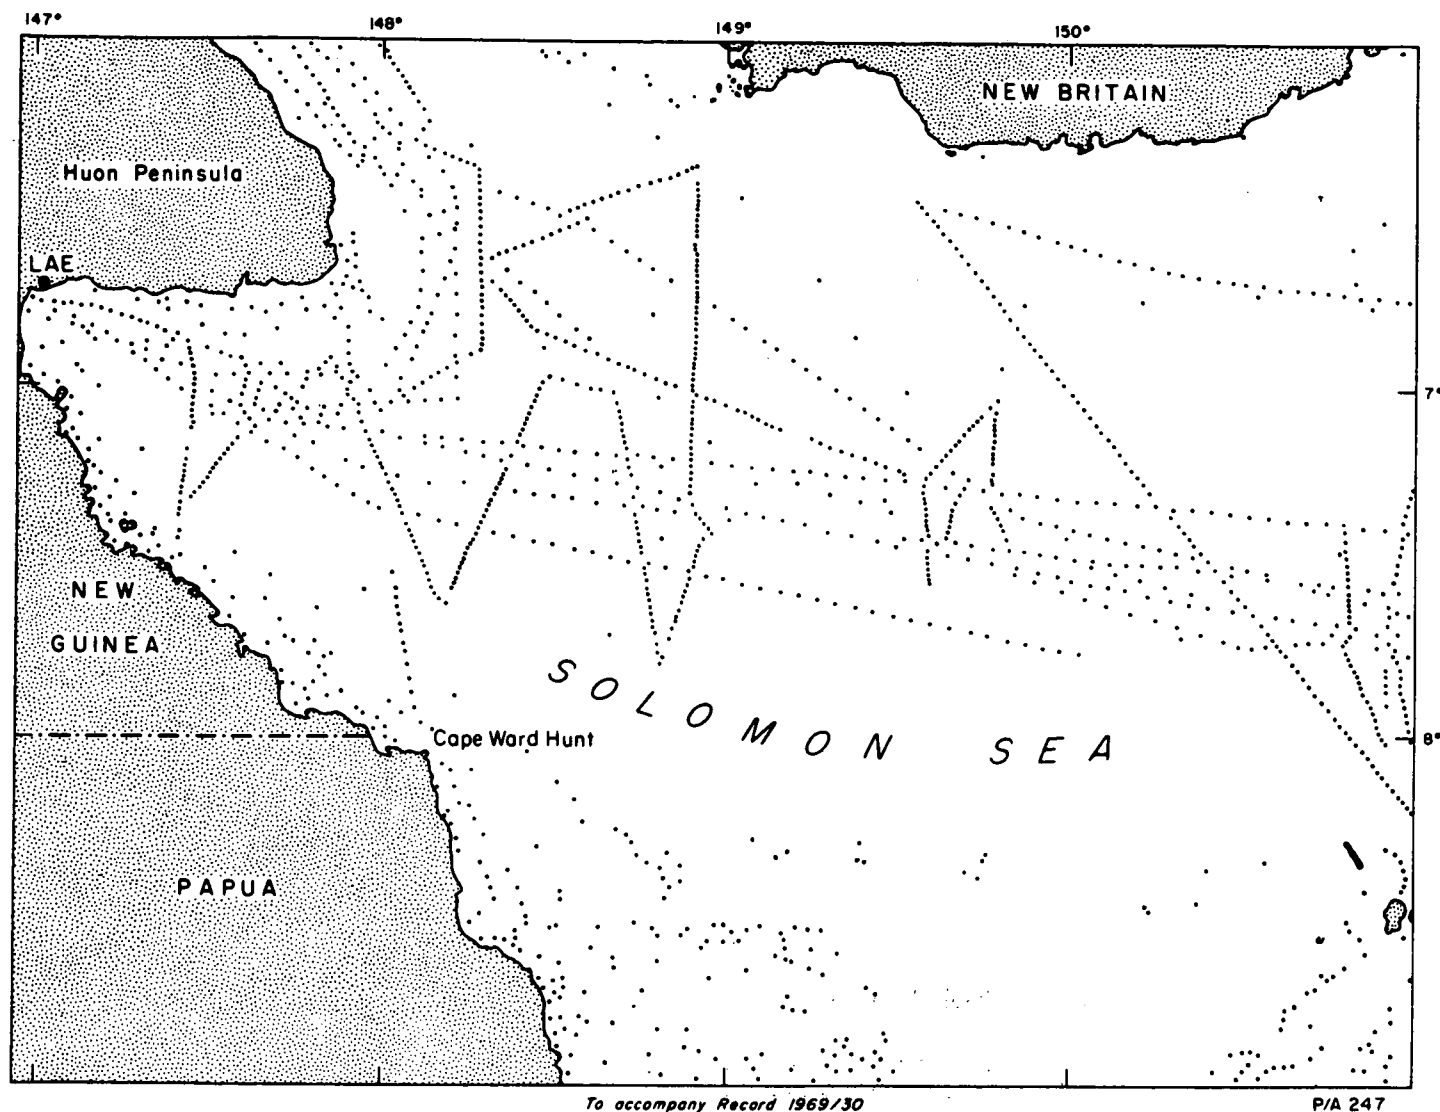 147° 148° 149° 150°
NEW BRITAIN
Huon Peninsula
LAE
7°
NEW
GUINEA
SOLOMON SEA
Cape Ward Hunt
8°
PAPUA
To accompany Record 1969/30
P/A 247